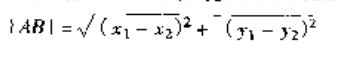 |AB| = √(x₁ − x₂)² + (y₁ − y₂)²